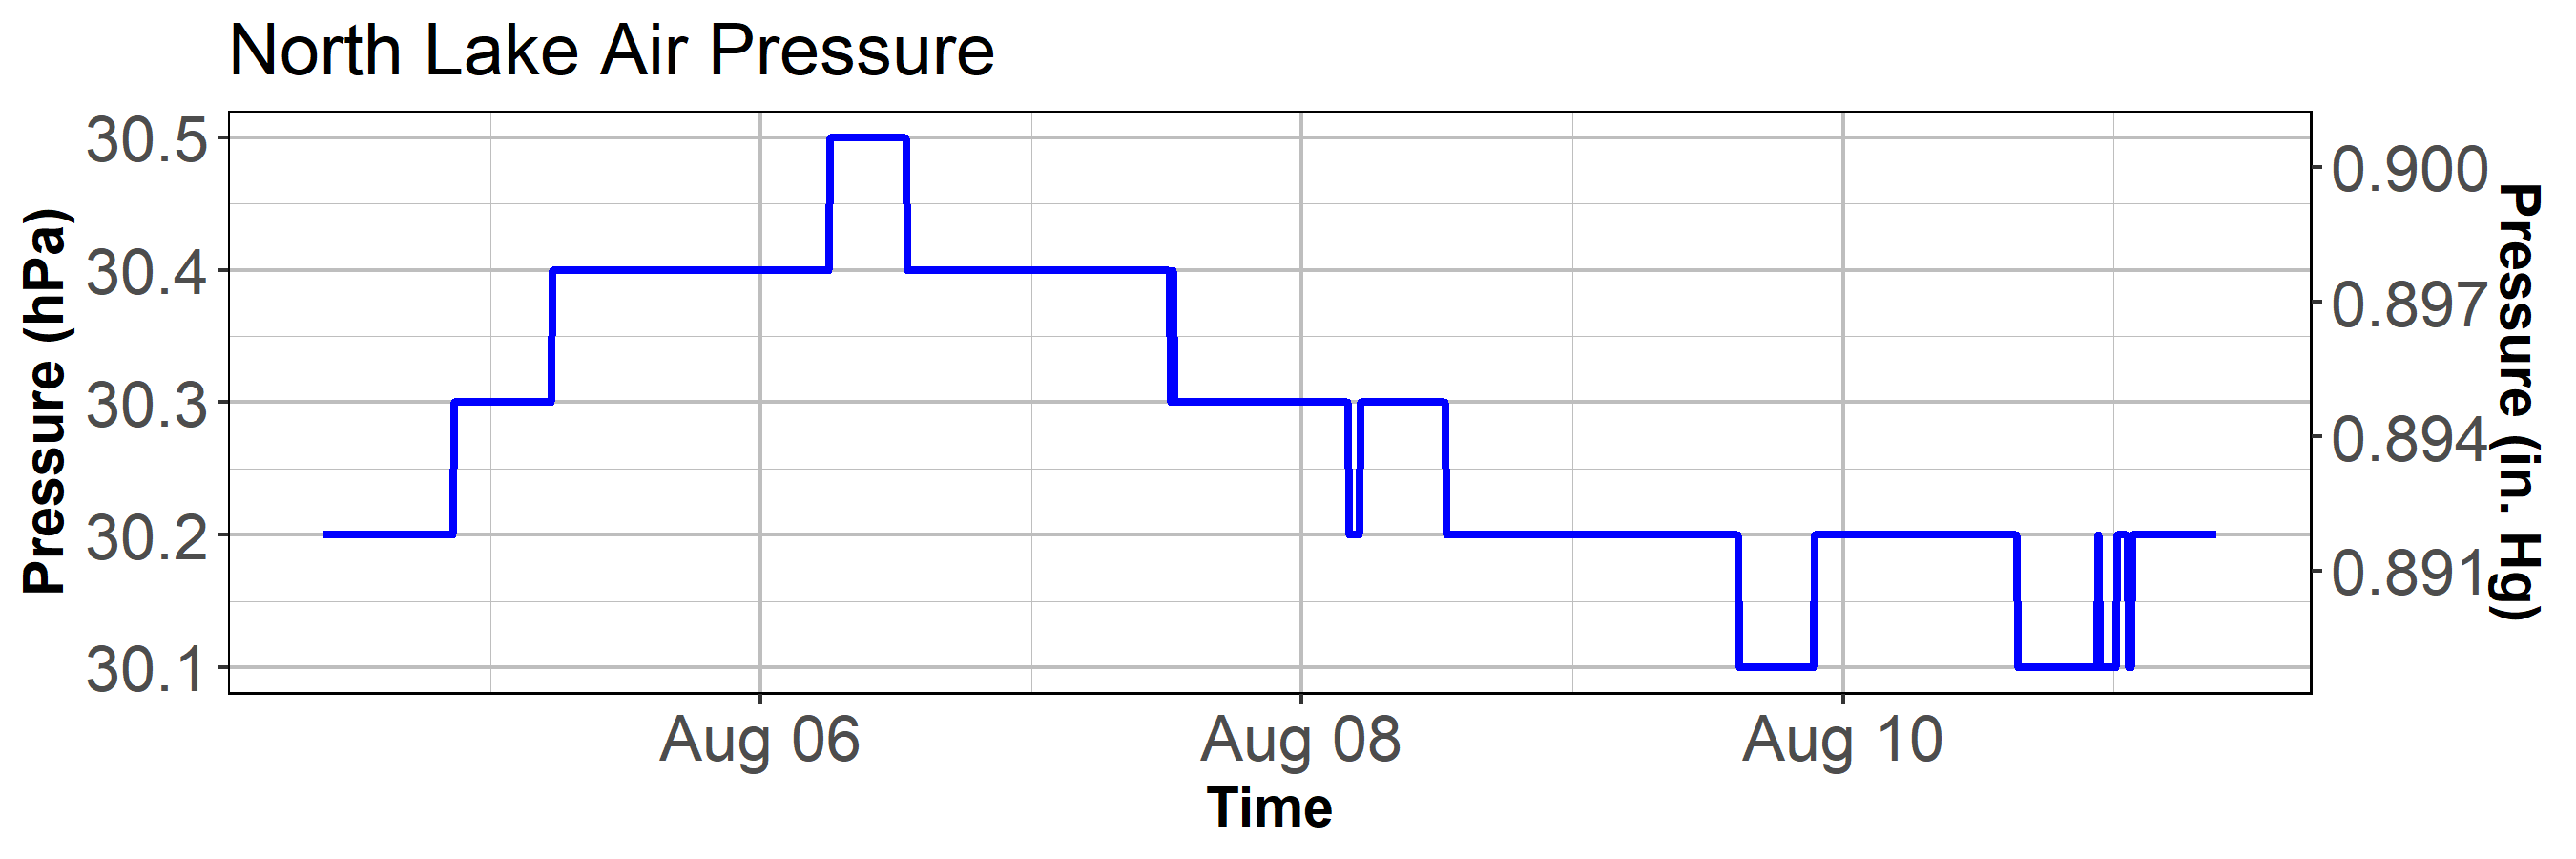 North Lake Air Pressure
Pressure (hPa)
30.5
30.4
30.3
30.2
30.1
0.900
0.897
0.894
0.891
Pressure (in. Hg)
Aug 06
Aug 08
Aug 10
Time